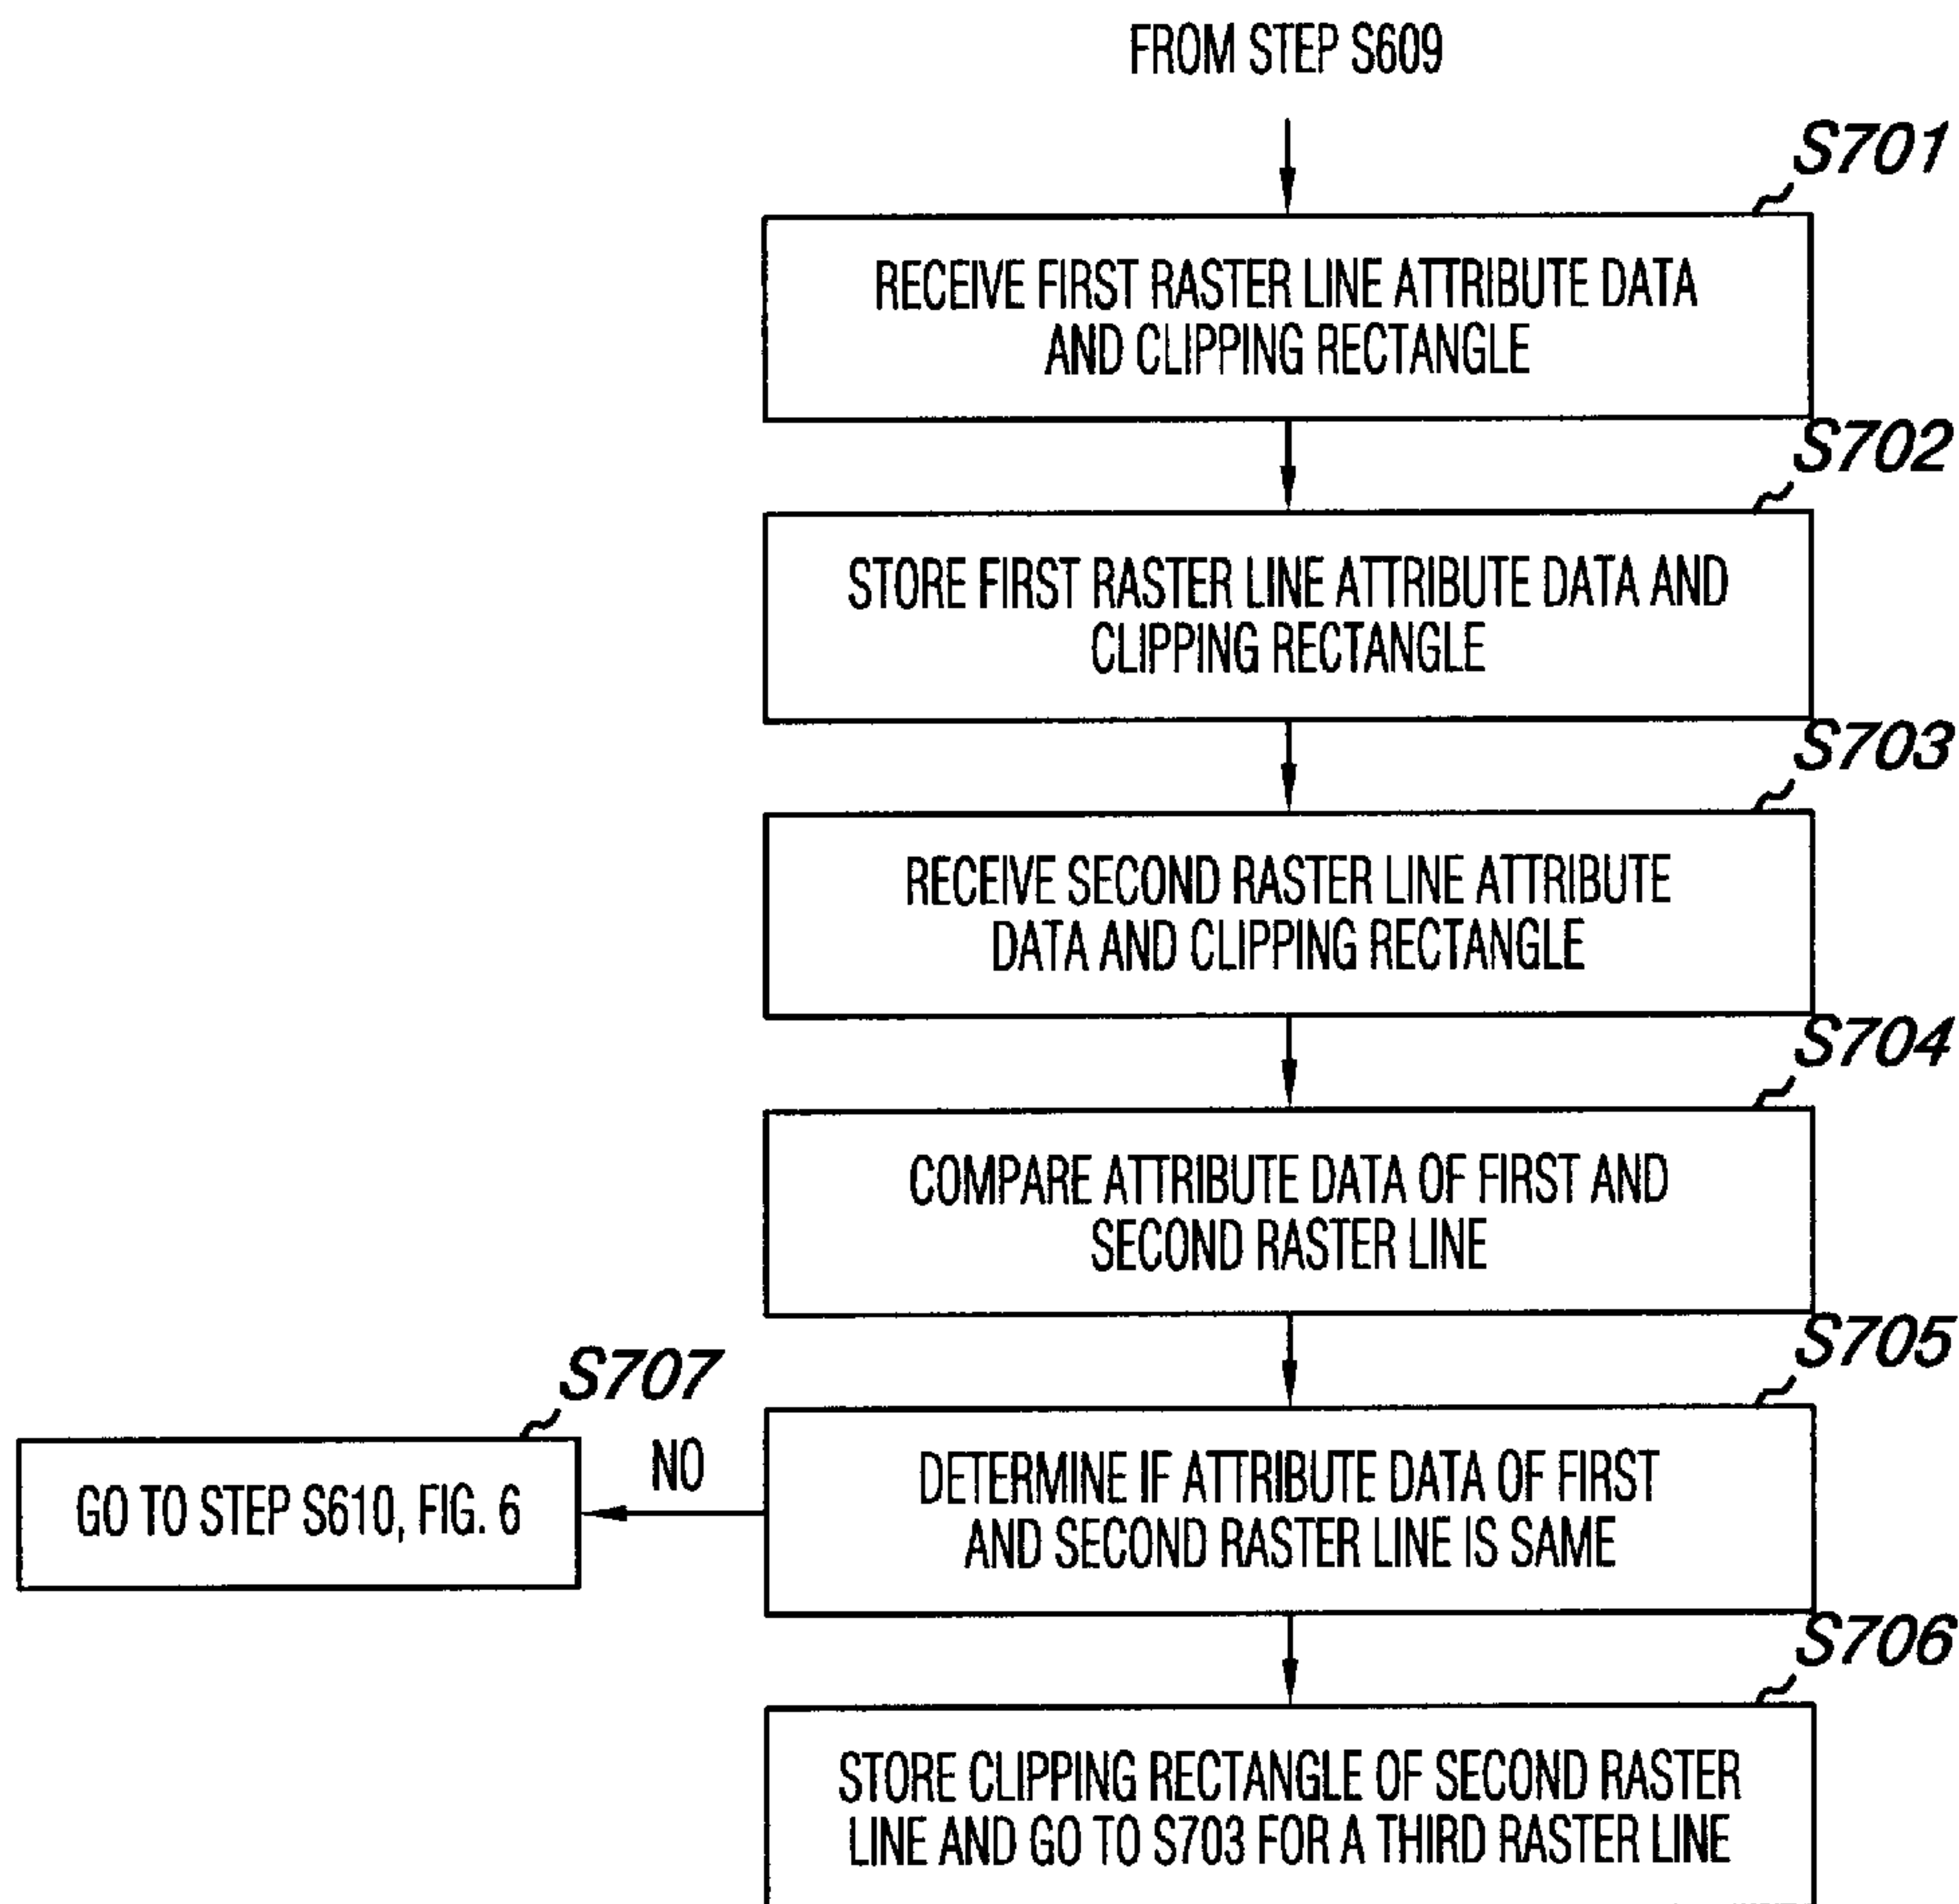 FROM STEP S609
S701
RECEIVE FIRST RASTER LINE ATTRIBUTE DATA
AND CLIPPING RECTANGLE
S702
STORE FIRST RASTER LINE ATTRIBUTE DATA AND
CLIPPING RECTANGLE
S703
RECEIVE SECOND RASTER LINE ATTRIBUTE
DATA AND CLIPPING RECTANGLE
S704
COMPARE ATTRIBUTE DATA OF FIRST AND
SECOND RASTER LINE
S705
DETERMINE IF ATTRIBUTE DATA OF FIRST
AND SECOND RASTER LINE IS SAME
NO
S707
GO TO STEP S610, FIG. 6
S706
STORE CLIPPING RECTANGLE OF SECOND RASTER
LINE AND GO TO S703 FOR A THIRD RASTER LINE